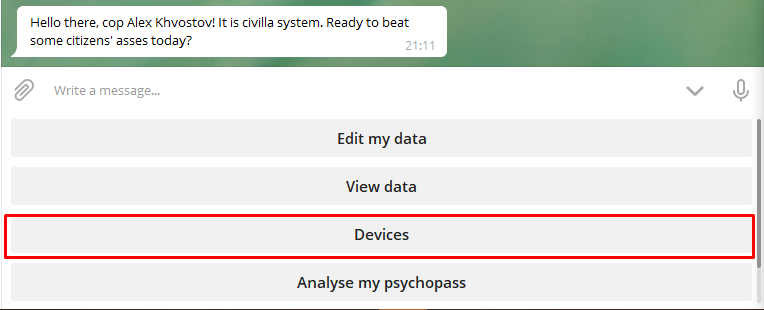 Hello there, cop Alex Khvostov! It is civilla system. Ready to beat
some citizens' asses today?
21:11
Write a message...
Edit my data
View data
Devices
Analyse my psychopass